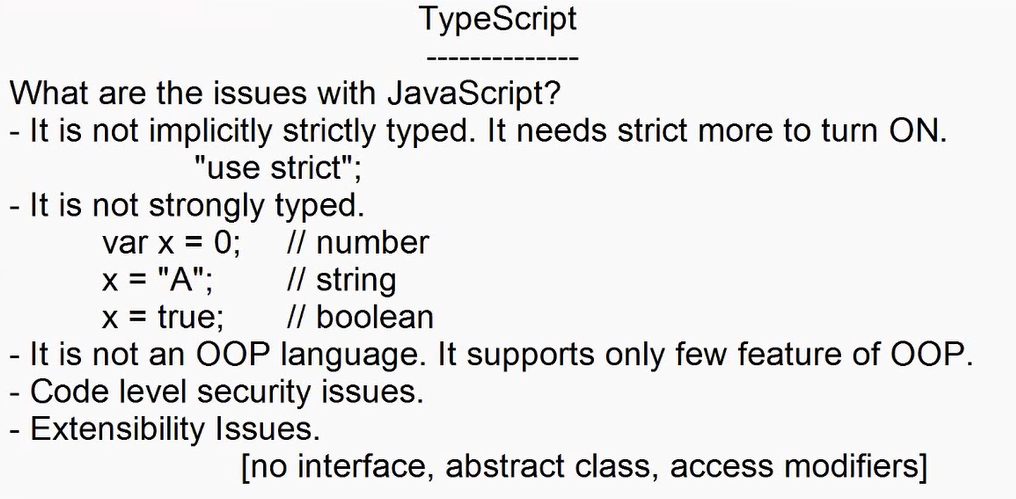 TypeScript
--------------
What are the issues with JavaScript?
- It is not implicitly strictly typed. It needs strict more to turn ON.
"use strict";
- It is not strongly typed.
var x = 0; // number
x = "A"; // string
x = true; // boolean
- It is not an OOP language. It supports only few feature of OOP.
- Code level security issues.
- Extensibility Issues.
[no interface, abstract class, access modifiers]